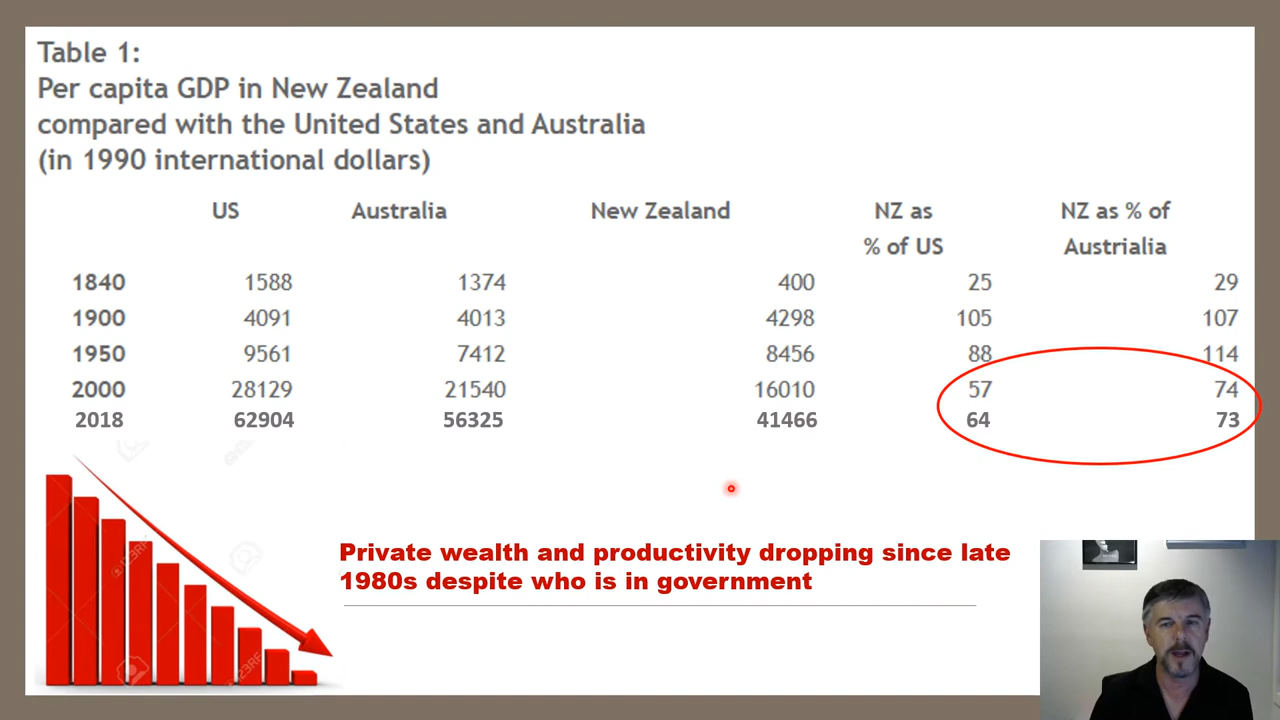 Table 1:
Per capita GDP in New Zealand
compared with the United States and Australia
(in 1990 international dollars)
US Australia New Zealand NZ as NZ as % of
% of US Austrialia
1840 1588 1374 400 25 29
1900 4091 4013 4298 105 107
1950 9561 7412 8456 88 114
2000 28129 21540 16010 57 74
2018 62904 56325 41466 64 73
Private wealth and productivity dropping since late
1980s despite who is in government